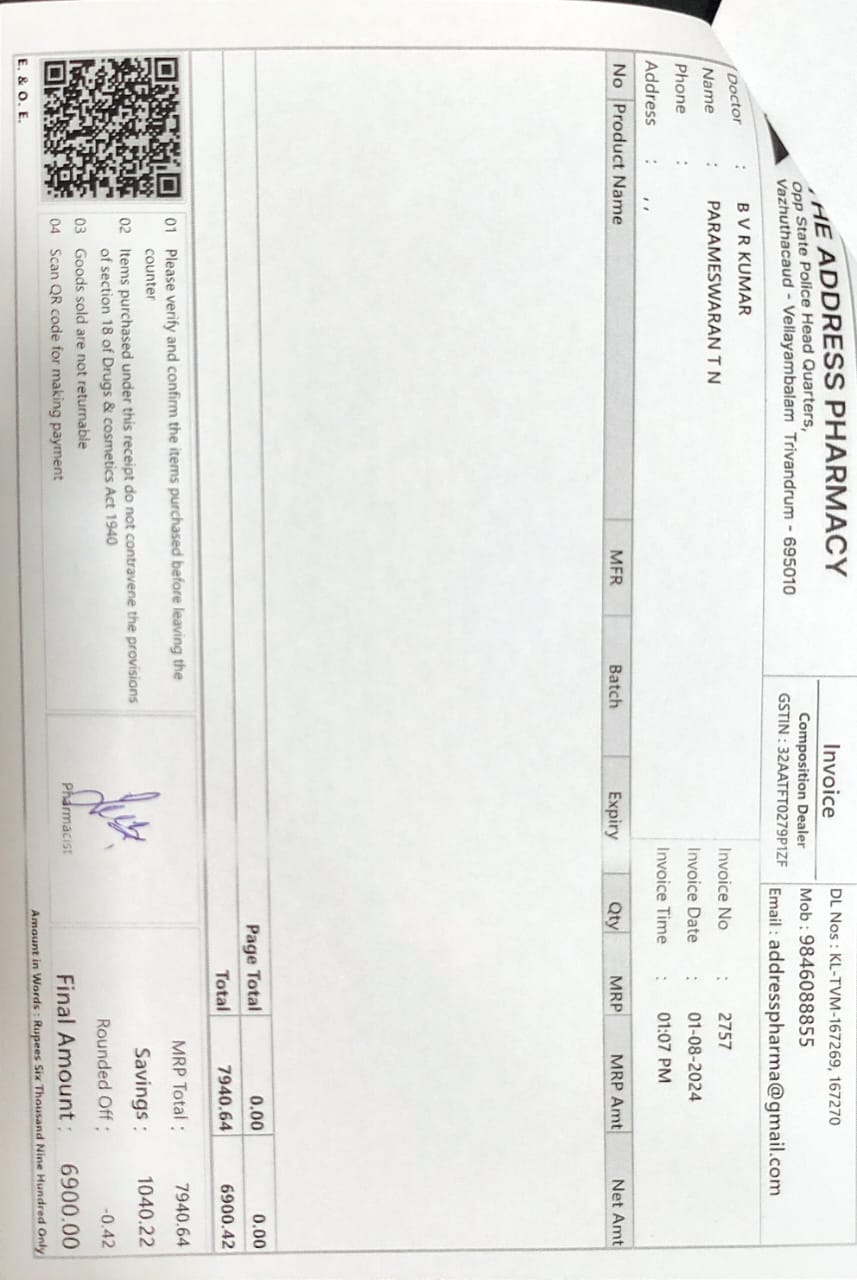 HE ADDRESS PHARMACY
Opp State Police Head Quarters,
Vazhuthacaud - Vellayambalam Trivandrum - 695010
Invoice
Composition Dealer
GSTIN : 32AATFT0279P1ZF
DL Nos : KL-TVM-167269, 167270
Mob : 9846088855
Email : addresspharma@gmail.com
Doctor : B V R KUMAR
Name : PARAMESWARAN T N
Phone :
Address : , ,
Invoice No : 2757
Invoice Date : 01-08-2024
Invoice Time : 01:07 PM
No Product Name MFR Batch Expiry Qty MRP MRP Amt Net Amt
Page Total 0.00 0.00
Total 7940.64 6900.42
01 Please verify and confirm the items purchased before leaving the
counter
02 Items purchased under this receipt do not contravene the provisions
of section 18 of Drugs & cosmetics Act 1940
03 Goods sold are not returnable
04 Scan QR code for making payment
E. & O. E.
Pharmacist
MRP Total : 7940.64
Savings : 1040.22
Rounded Off : -0.42
Final Amount : 6900.00
Amount in Words : Rupees Six Thousand Nine Hundred Only